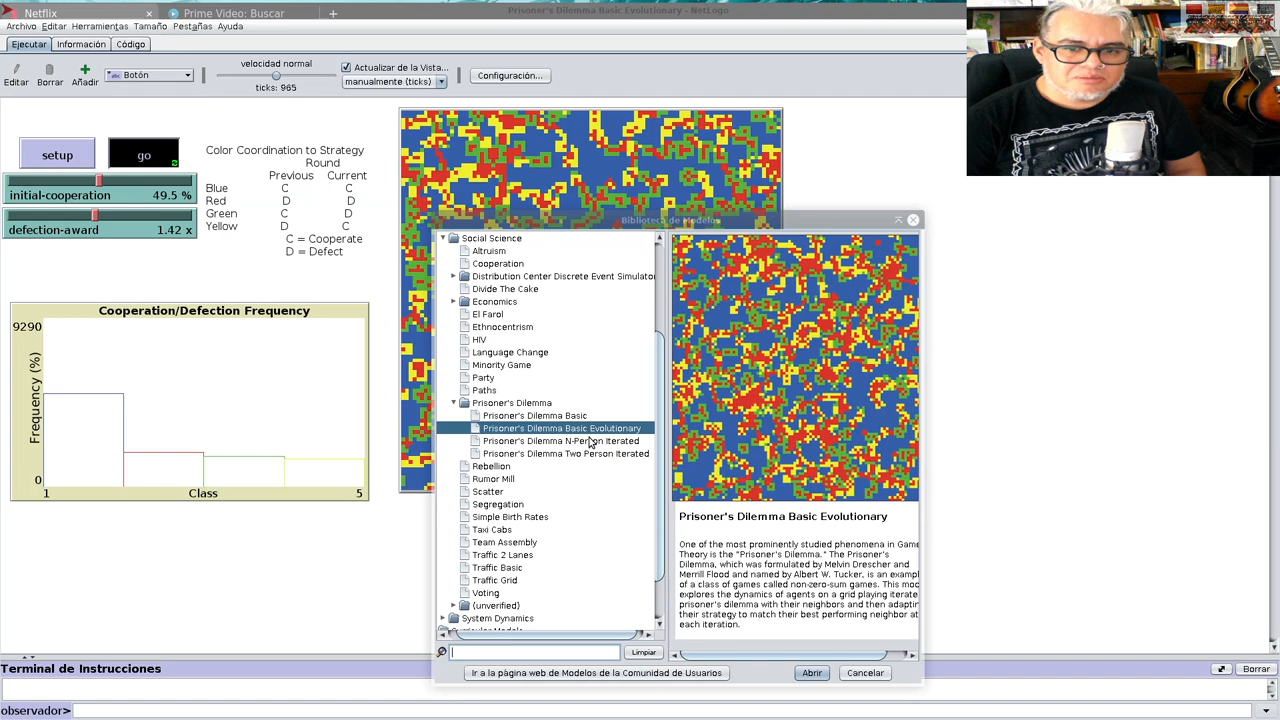 Netflix
Prime Video: Buscar
Prisoner's Dilemma Basic Evolutionary - NetLogo
Archivo Editar Herramientas Tamaño Pestañas Ayuda
Ejecutar Información Código
Editar Borrar Añadir
abc Botón
velocidad normal
ticks: 965
Actualizar de la Vista...
manualmente (ticks)
Configuración...
setup
go
initial-cooperation 49.5 %
defection-award 1.42 x
Color Coordination to Strategy
Round
Previous Current
Blue C C
Red D D
Green C D
Yellow D C
C = Cooperate
D = Defect
Cooperation/Defection Frequency
9290
Frequency (%)
0
1 Class 5
Biblioteca de Modelos
Social Science
Altruism
Cooperation
Distribution Center Discrete Event Simulator
Divide The Cake
Economics
El Farol
Ethnocentrism
HIV
Language Change
Minority Game
Party
Paths
Prisoner's Dilemma
Prisoner's Dilemma Basic
Prisoner's Dilemma Basic Evolutionary
Prisoner's Dilemma N-Person Iterated
Prisoner's Dilemma Two Person Iterated
Rebellion
Rumor Mill
Scatter
Segregation
Simple Birth Rates
Taxi Cabs
Team Assembly
Traffic 2 Lanes
Traffic Basic
Traffic Grid
Voting
(unverified)
System Dynamics
Prisoner's Dilemma Basic Evolutionary
One of the most prominently studied phenomena in Game
Theory is the "Prisoner's Dilemma." The Prisoner's
Dilemma, which was formulated by Melvin Drescher and
Merrill Flood and named by Albert W. Tucker, is an exampl
of a class of games called non-zero-sum games. This mod
explores the dynamics of agents on a grid playing iterate
prisoner's dilemma with their neighbors and then adaptin
their strategy to match their best performing neighbor at
each iteration.
Limpiar
Ir a la página web de Modelos de la Comunidad de Usuarios
Abrir
Cancelar
Terminal de Instrucciones
Borrar
observador>